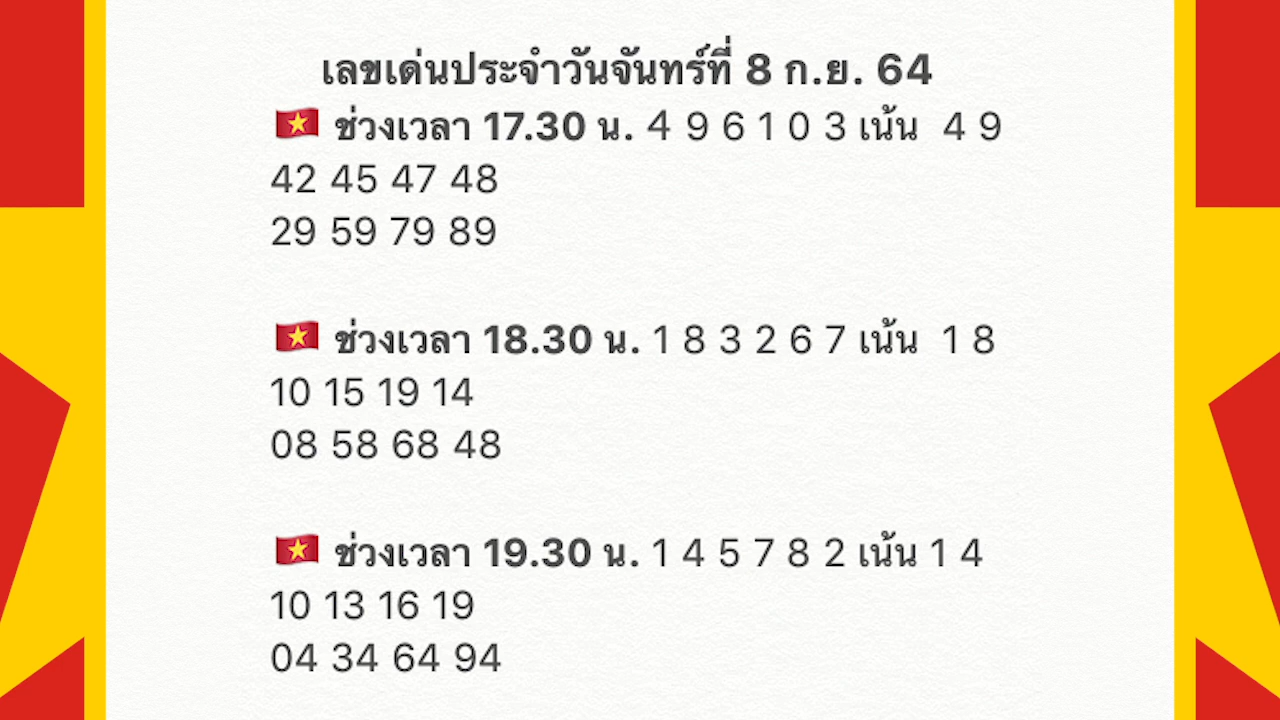 เลขเด่นประจำวันจันทร์ที่ 8 ก.ย. 64
🇻🇳 ช่วงเวลา 17.30 น. 4 9 6 1 0 3 เน้น 4 9
42 45 47 48
29 59 79 89
🇻🇳 ช่วงเวลา 18.30 น. 1 8 3 2 6 7 เน้น 1 8
10 15 19 14
08 58 68 48
🇻🇳 ช่วงเวลา 19.30 น. 1 4 5 7 8 2 เน้น 1 4
10 13 16 19
04 34 64 94